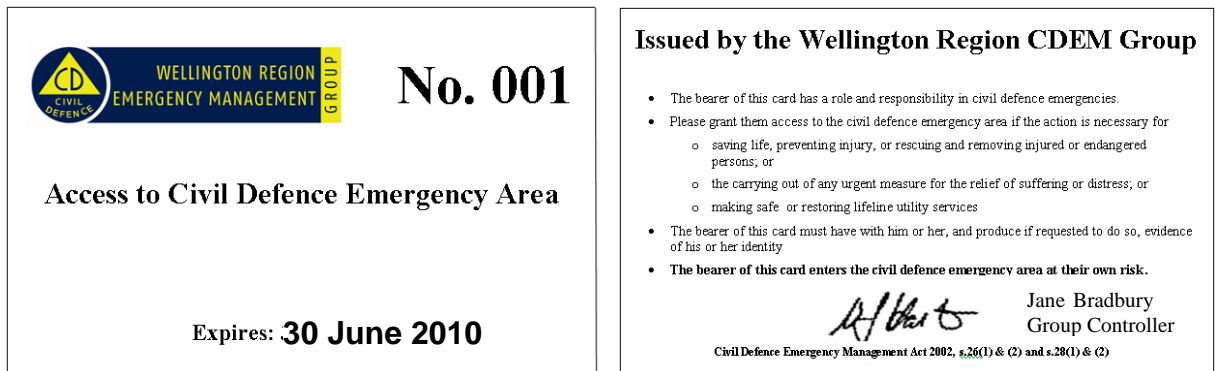 CD
CIVIL
DEFENCE
WELLINGTON REGION
EMERGENCY MANAGEMENT
GROUP
No. 001
Access to Civil Defence Emergency Area
Expires: 30 June 2010
Issued by the Wellington Region CDEM Group
• The bearer of this card has a role and responsibility in civil defence emergencies.
• Please grant them access to the civil defence emergency area if the action is necessary for
o saving life, preventing injury, or rescuing and removing injured or endangered
persons; or
o the carrying out of any urgent measure for the relief of suffering or distress; or
o making safe or restoring lifeline utility services
• The bearer of this card must have with him or her, and produce if requested to do so, evidence
of his or her identity
• The bearer of this card enters the civil defence emergency area at their own risk.
Jane Bradbury
Group Controller
Civil Defence Emergency Management Act 2002, s.26(1) & (2) and s.28(1) & (2)